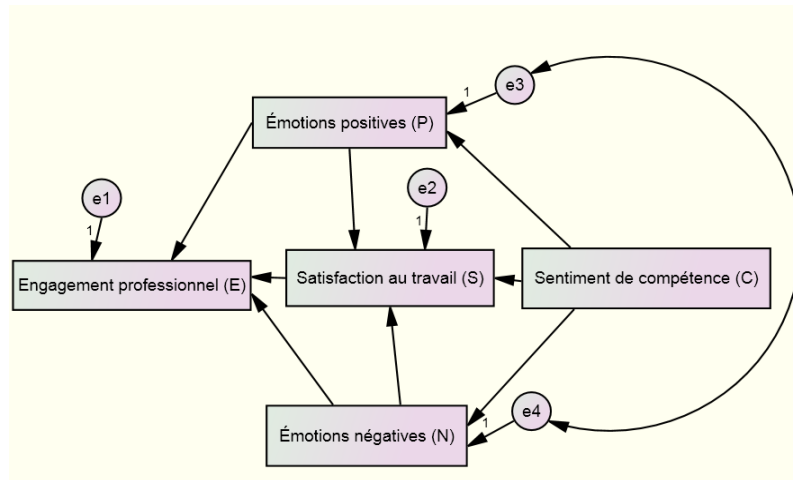 e3
1
Émotions positives (P)
e1
e2
1
1
Engagement professionnel (E)
Satisfaction au travail (S)
Sentiment de compétence (C)
e4
1
Émotions négatives (N)